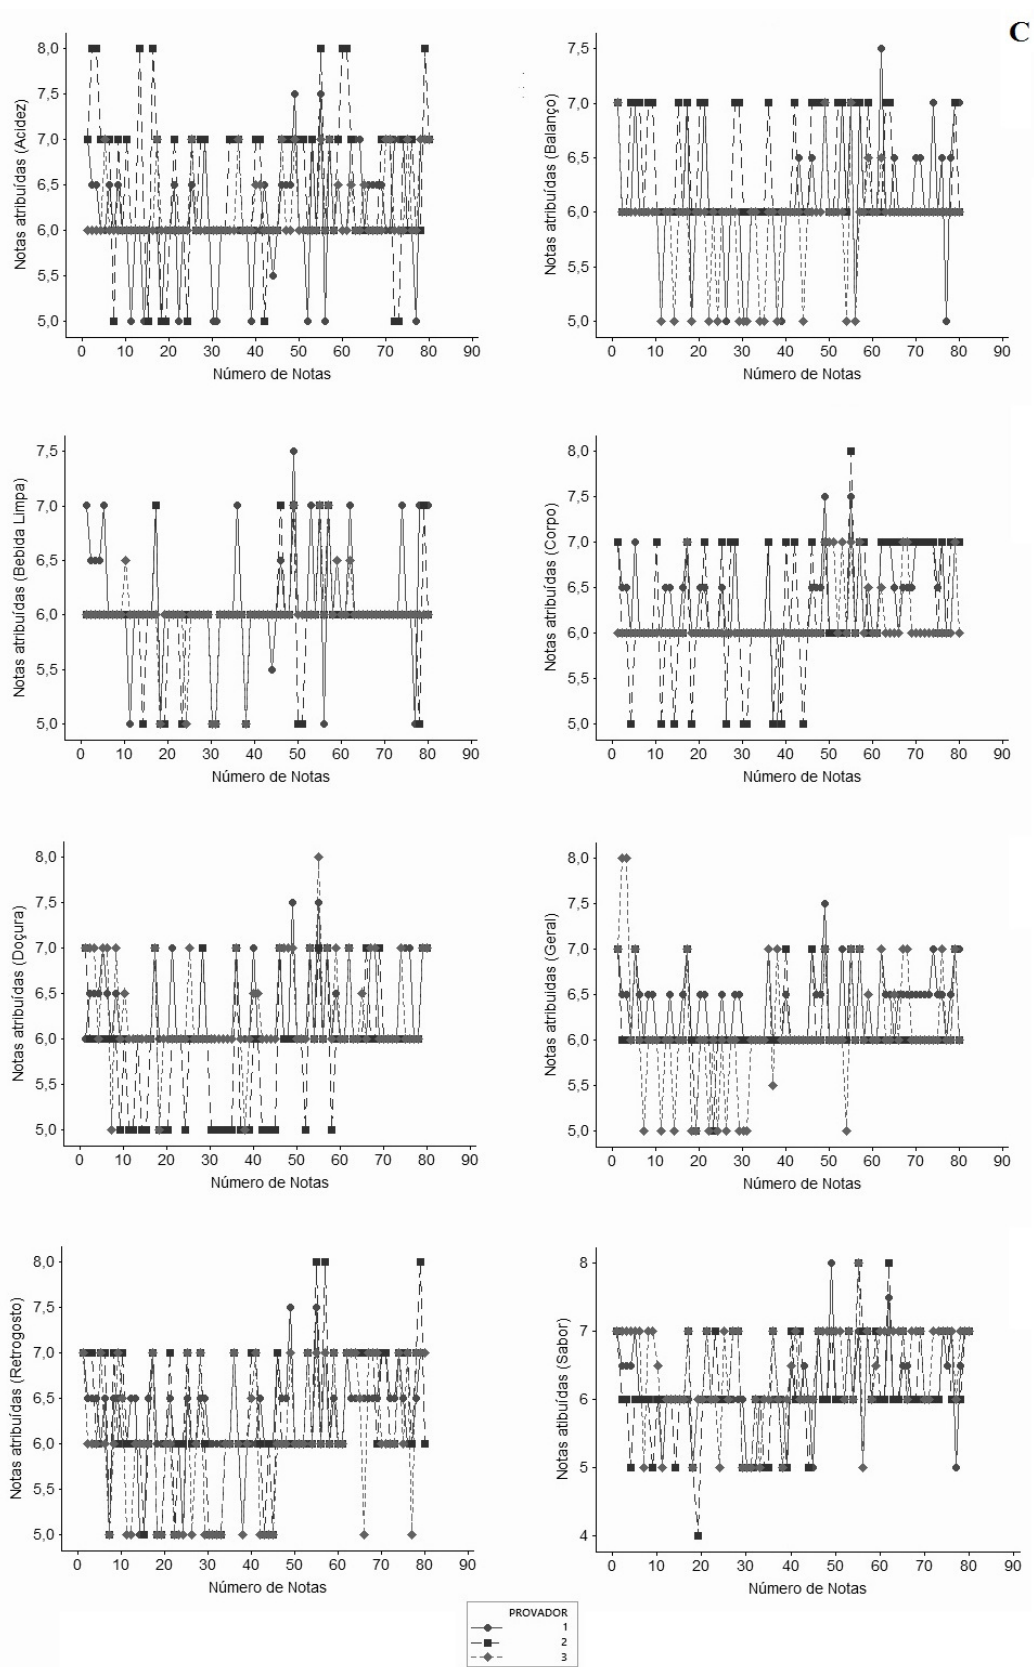 C
Notas atribuídas (Acidez)
8,0
7,5
7,0
6,5
6,0
5,5
5,0
0 10 20 30 40 50 60 70 80 90
Número de Notas
Notas atribuídas (Balanço)
7,5
7,0
6,5
6,0
5,5
5,0
0 10 20 30 40 50 60 70 80 90
Número de Notas
Notas atribuídas (Bebida Limpa)
7,5
7,0
6,5
6,0
5,5
5,0
0 10 20 30 40 50 60 70 80 90
Número de Notas
Notas atribuídas (Corpo)
8,0
7,5
7,0
6,5
6,0
5,5
5,0
0 10 20 30 40 50 60 70 80 90
Número de Notas
Notas atribuídas (Doçura)
8,0
7,5
7,0
6,5
6,0
5,5
5,0
0 10 20 30 40 50 60 70 80 90
Número de Notas
Notas atribuídas (Geral)
8,0
7,5
7,0
6,5
6,0
5,5
5,0
0 10 20 30 40 50 60 70 80 90
Número de Notas
Notas atribuídas (Retrogosto)
8,0
7,5
7,0
6,5
6,0
5,5
5,0
0 10 20 30 40 50 60 70 80 90
Número de Notas
Notas atibuídas (Sabor)
8
7
6
5
4
0 10 20 30 40 50 60 70 80 90
Número de Notas
PROVADOR
1
2
3